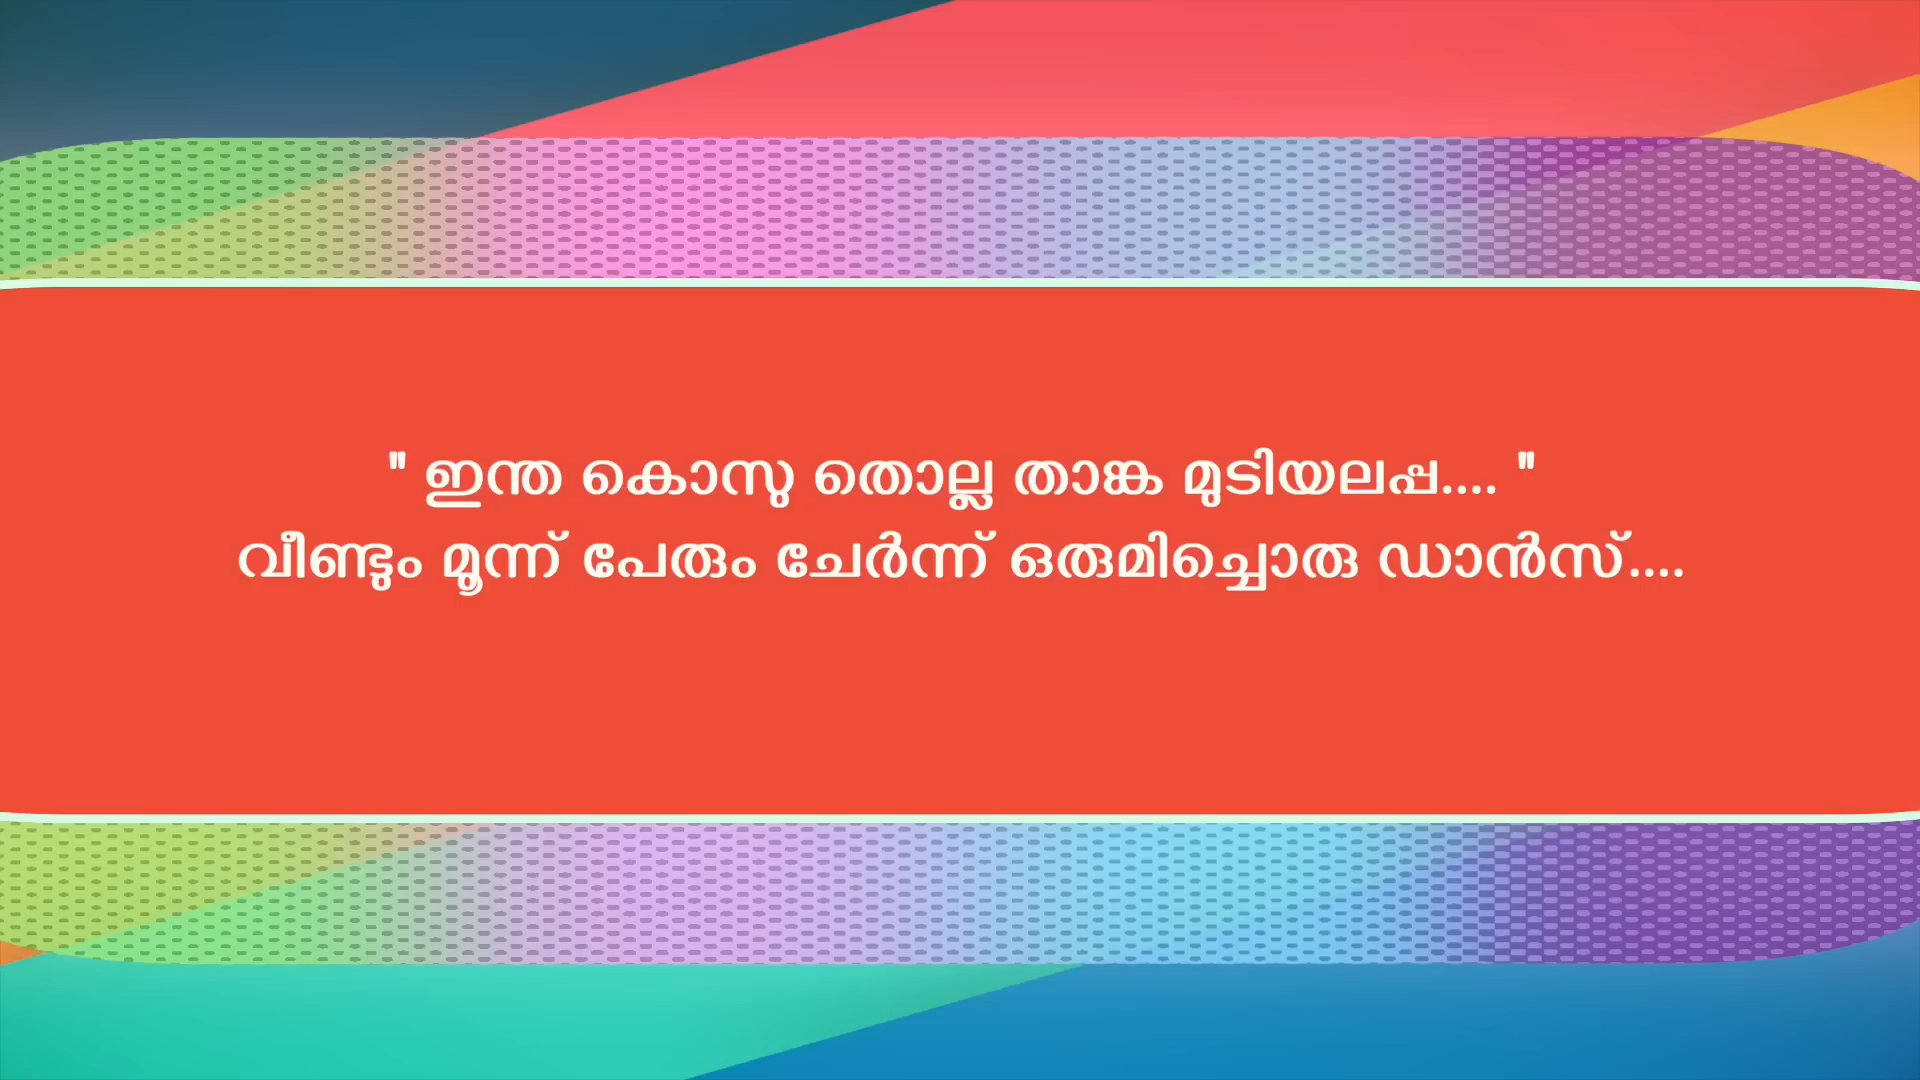 " ഇന്ത കൊസു തൊല്ല താങ്ക മുടിയലപ്പ.... "
വീണ്ടും മൂന്ന് പേരും ചേർന്ന് ഒരുമിച്ചൊരു ഡാൻസ്....